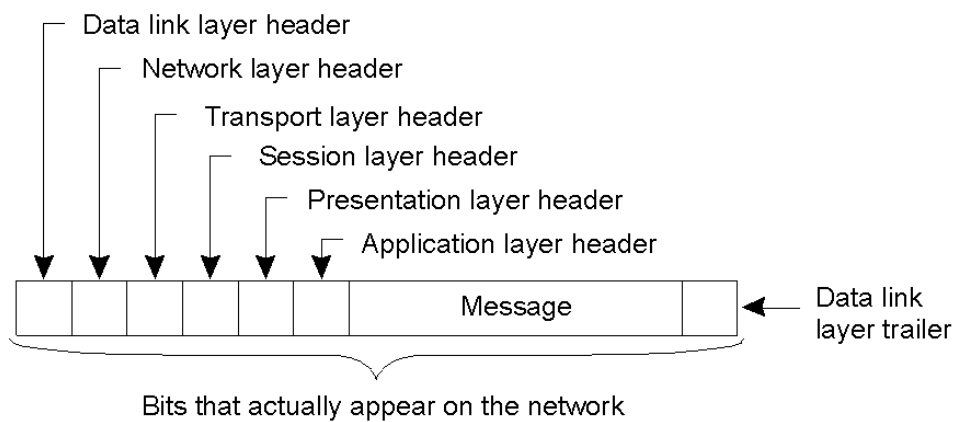 Data link layer header
Network layer header
Transport layer header
Session layer header
Presentation layer header
Application layer header
Message
Data link
layer trailer
Bits that actually appear on the network